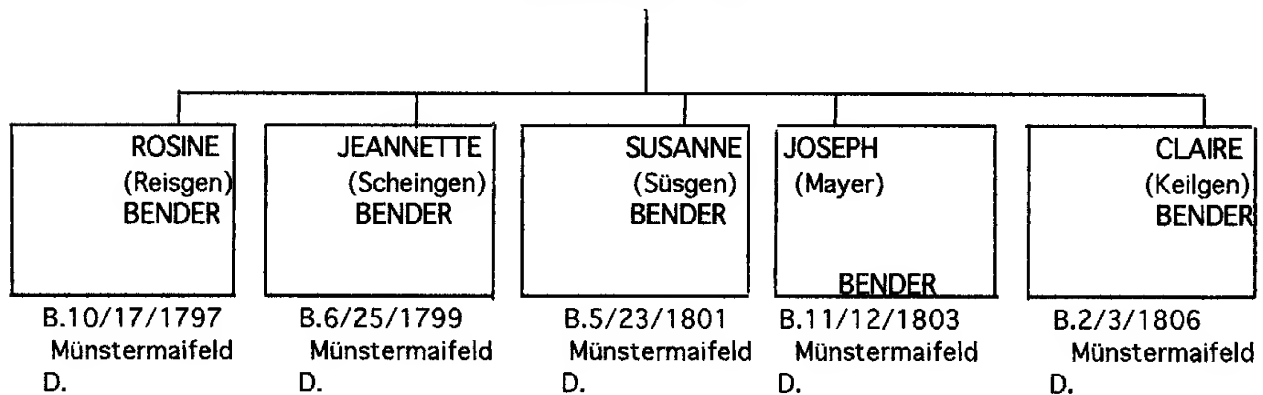 ROSINE
(Reisgen)
BENDER
B.10/17/1797
Münstermaifeld
D.
JEANNETTE
(Scheingen)
BENDER
B.6/25/1799
Münstermaifeld
D.
SUSANNE
(Süsgen)
BENDER
B.5/23/1801
Münstermaifeld
D.
JOSEPH
(Mayer)
BENDER
B.11/12/1803
Münstermaifeld
D.
CLAIRE
(Keilgen)
BENDER
B.2/3/1806
Münstermaifeld
D.